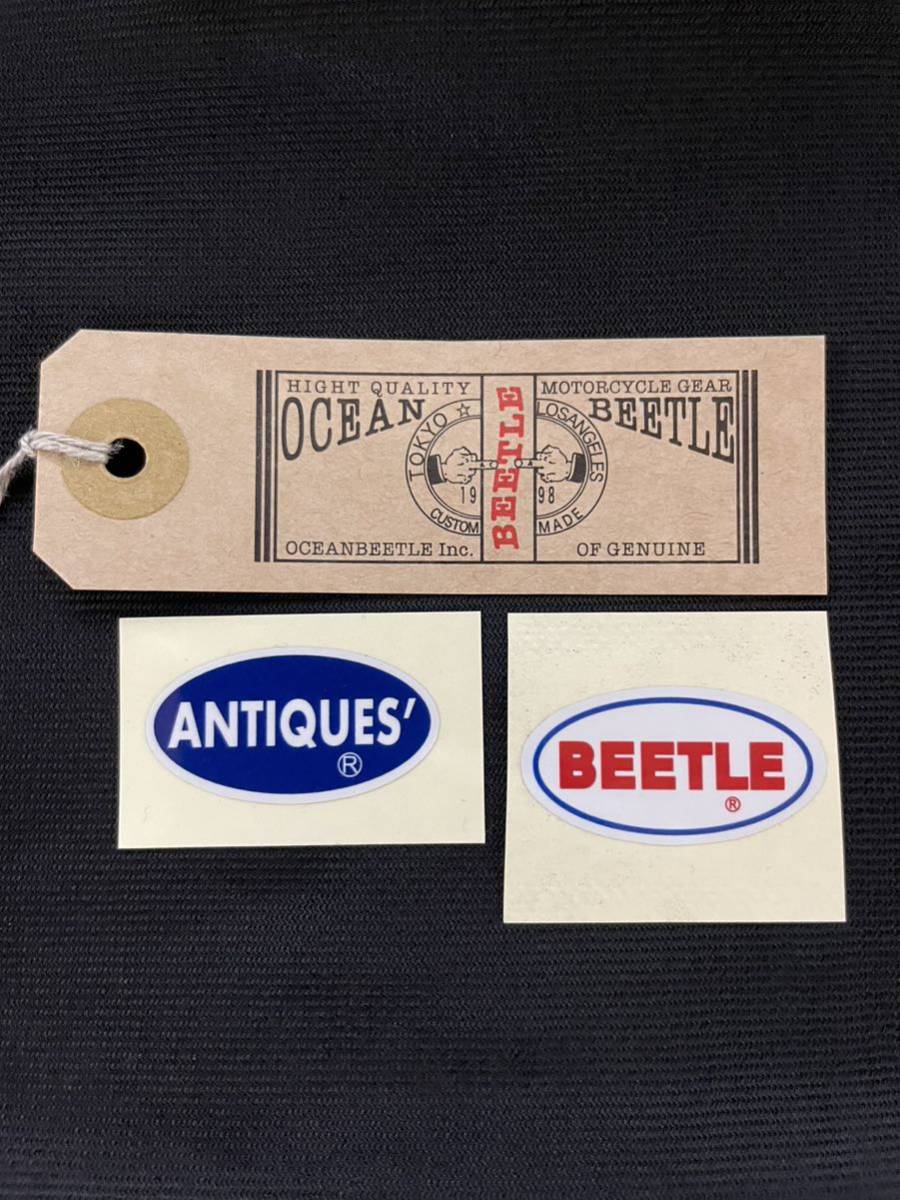 HIGHT QUALITY
MOTORCYCLE GEAR
OCEAN
BEETLE
BEETLE
TOKYO ☆ LOSANGELES
19 98
CUSTOM MADE
OCEANBEETLE Inc.
OF GENUINE
ANTIQUES'
®
BEETLE
®